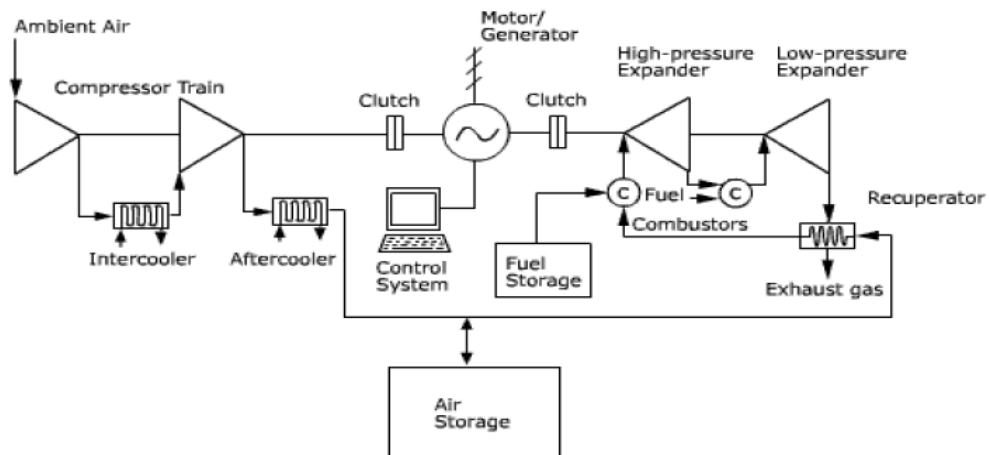 Ambient Air
Motor/
Generator
High-pressure
Expander
Low-pressure
Expander
Compressor Train
Clutch
Clutch
C
Fuel
C
Recuperator
Combustors
Intercooler
Aftercooler
Control
System
Fuel
Storage
Exhaust gas
Air
Storage